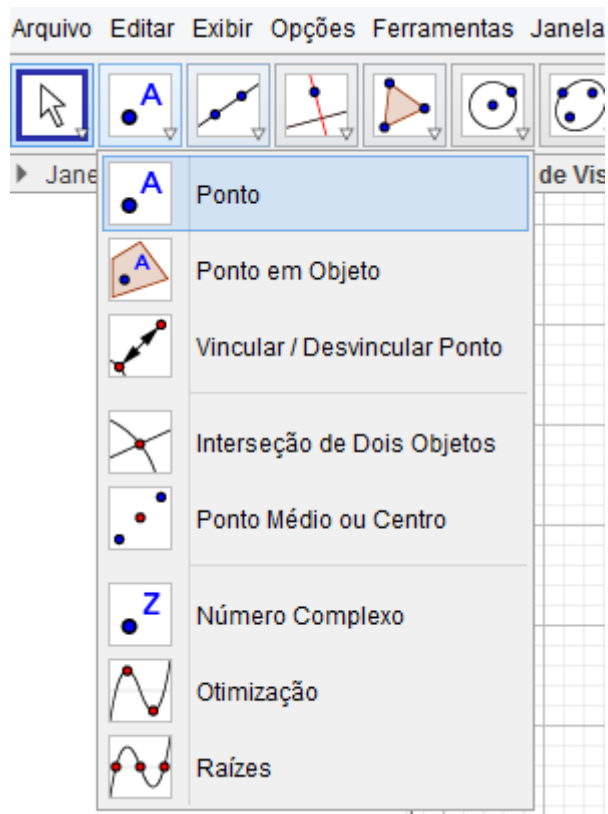 Arquivo Editar Exibir Opções Ferramentas Janela
A
Jane
de Vis
A Ponto
A Ponto em Objeto
Vincular / Desvincular Ponto
Interseção de Dois Objetos
Ponto Médio ou Centro
Z Número Complexo
Otimização
Raízes